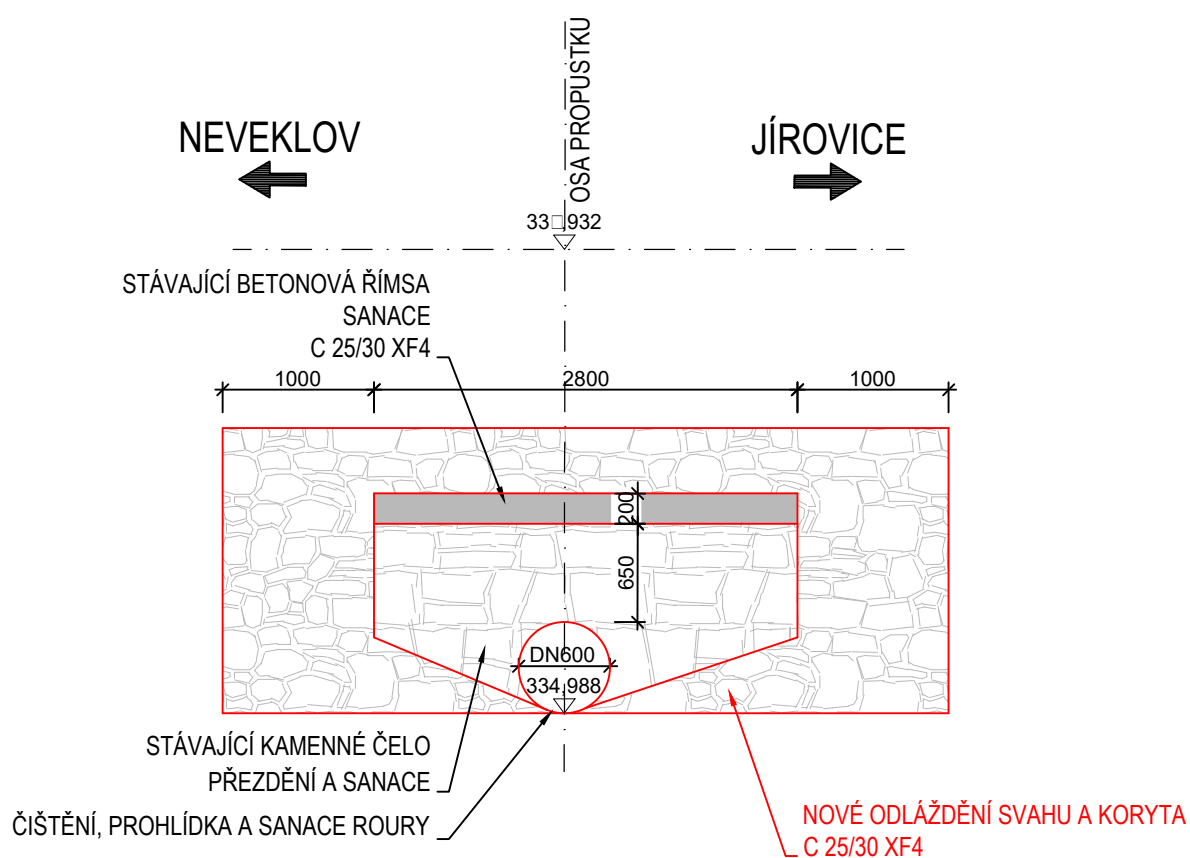 OSA PROPUSTKU
NEVEKLOV
JÍROVICE
33□,932
STÁVAJÍCÍ BETONOVÁ ŘÍMSA
SANACE
C 25/30 XF4
1000
2800
1000
200
650
DN600
334,988
STÁVAJÍCÍ KAMENNÉ ČELO
PŘEZDĚNÍ A SANACE
ČIŠTĚNÍ, PROHLÍDKA A SANACE ROURY
NOVÉ ODLÁŽDĚNÍ SVAHU A KORYTA
C 25/30 XF4